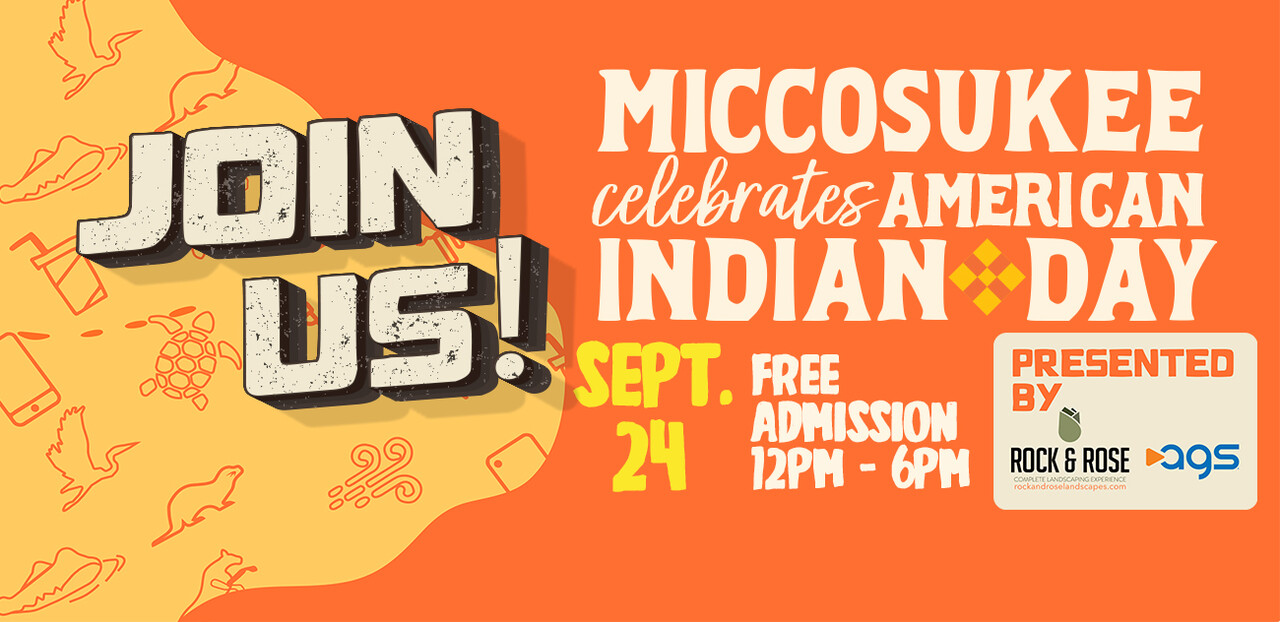 JOIN
US!
MICCOSUKEE
celebrates AMERICAN
INDIAN DAY
SEPT.
24
FREE
ADMISSION
12PM - 6PM
PRESENTED
BY
ROCK & ROSE
COMPLETE LANDSCAPING EXPERIENCE
rockandroselandscapes.com
ags